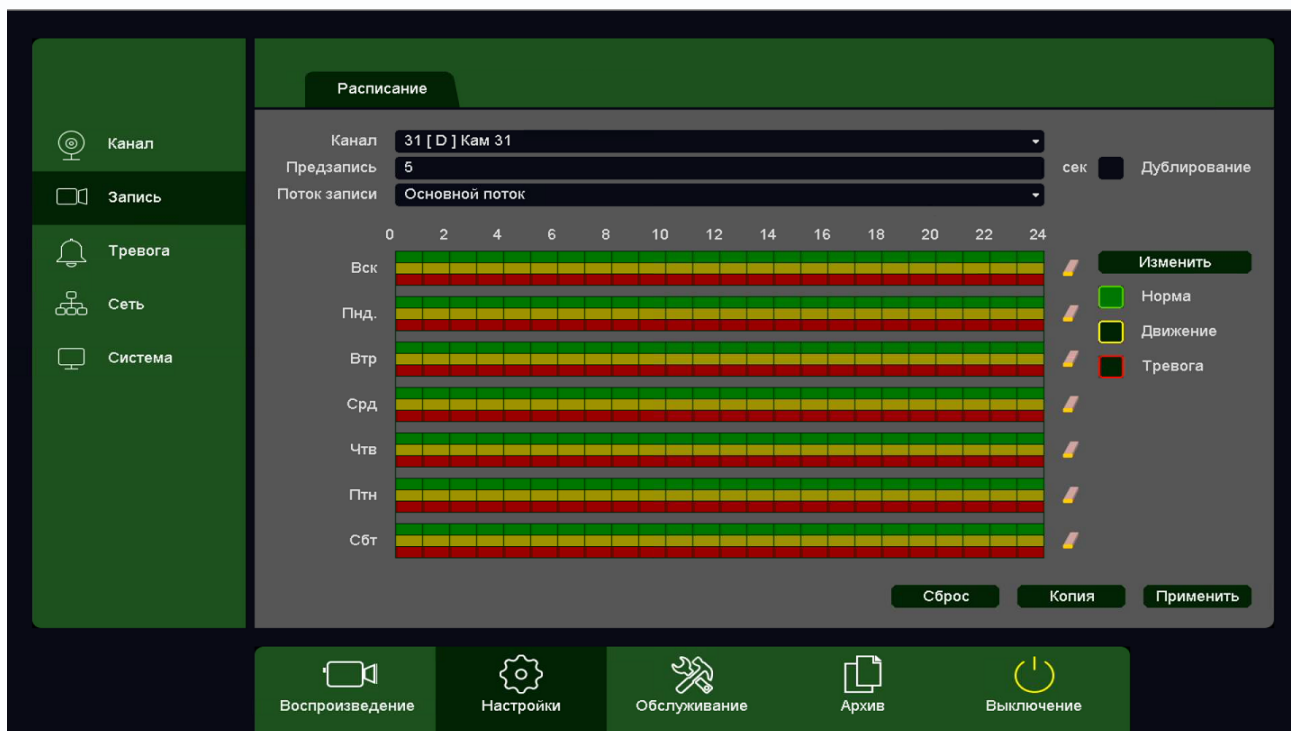 Расписание
Канал
Запись
Тревога
Сеть
Система
Канал 31 [ D ] Кам 31
Предзапись 5 сек Дублирование
Поток записи Основной поток
0 2 4 6 8 10 12 14 16 18 20 22 24
Вск
Пнд.
Втр
Срд
Чтв
Птн
Сбт
Изменить
Норма
Движение
Тревога
Сброс Копия Применить
Воспроизведение Настройки Обслуживание Архив Выключение